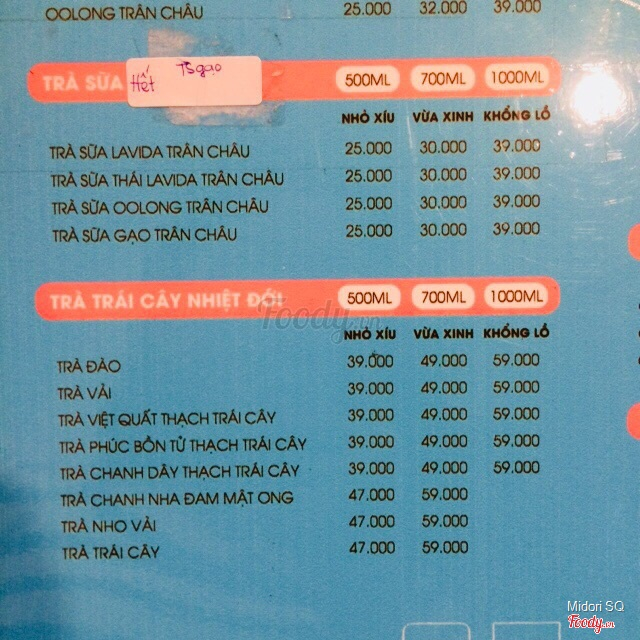 OOLONG TRÂN CHÂU 25.000 32.000 39.000
TRÀ SỮA Hết TSgạo 500ML 700ML 1000ML
NHỎ XÍU VỪA XINH KHỔNG LỒ
TRÀ SỮA LAVIDA TRÂN CHÂU 25.000 30.000 39.000
TRÀ SỮA THÁI LAVIDA TRÂN CHÂU 25.000 30.000 39.000
TRÀ SỮA OOLONG TRÂN CHÂU 25.000 30.000 39.000
TRÀ SỮA GẠO TRÂN CHÂU 25.000 30.000 39.000
TRÀ TRÁI CÂY NHIỆT ĐỚI 500ML 700ML 1000ML
Foody.vn
NHỎ XÍU VỪA XINH KHỔNG LỒ
TRÀ ĐÀO 39.000 49.000 59.000
TRÀ VẢI 39.000 49.000 59.000
TRÀ VIỆT QUẤT THẠCH TRÁI CÂY 39.000 49.000 59.000
TRÀ PHÚC BỒN TỬ THẠCH TRÁI CÂY 39.000 49.000 59.000
TRÀ CHANH DÂY THẠCH TRÁI CÂY 39.000 49.000 59.000
TRÀ CHANH NHA ĐAM MẬT ONG 47.000 59.000
TRÀ NHO VẢI 47.000 59.000
TRÀ TRÁI CÂY 47.000 59.000
Midori SQ
Foody.vn